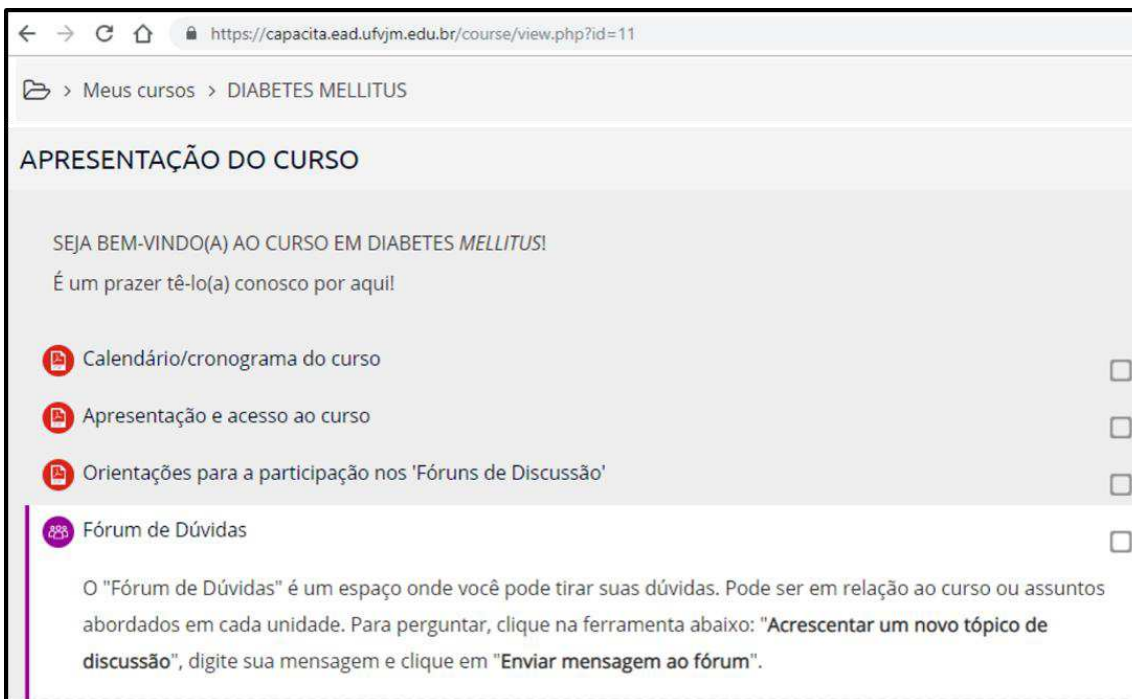 https://capacita.ead.ufvjm.edu.br/course/view.php?id=11
> Meus cursos > DIABETES MELLITUS
APRESENTAÇÃO DO CURSO
SEJA BEM-VINDO(A) AO CURSO EM DIABETES MELLITUS!
É um prazer tê-lo(a) conosco por aqui!
Calendário/cronograma do curso
Apresentação e acesso ao curso
Orientações para a participação nos 'Fóruns de Discussão'
Fórum de Dúvidas
O "Fórum de Dúvidas" é um espaço onde você pode tirar suas dúvidas. Pode ser em relação ao curso ou assuntos
abordados em cada unidade. Para perguntar, clique na ferramenta abaixo: "Acrescentar um novo tópico de
discussão", digite sua mensagem e clique em "Enviar mensagem ao fórum".